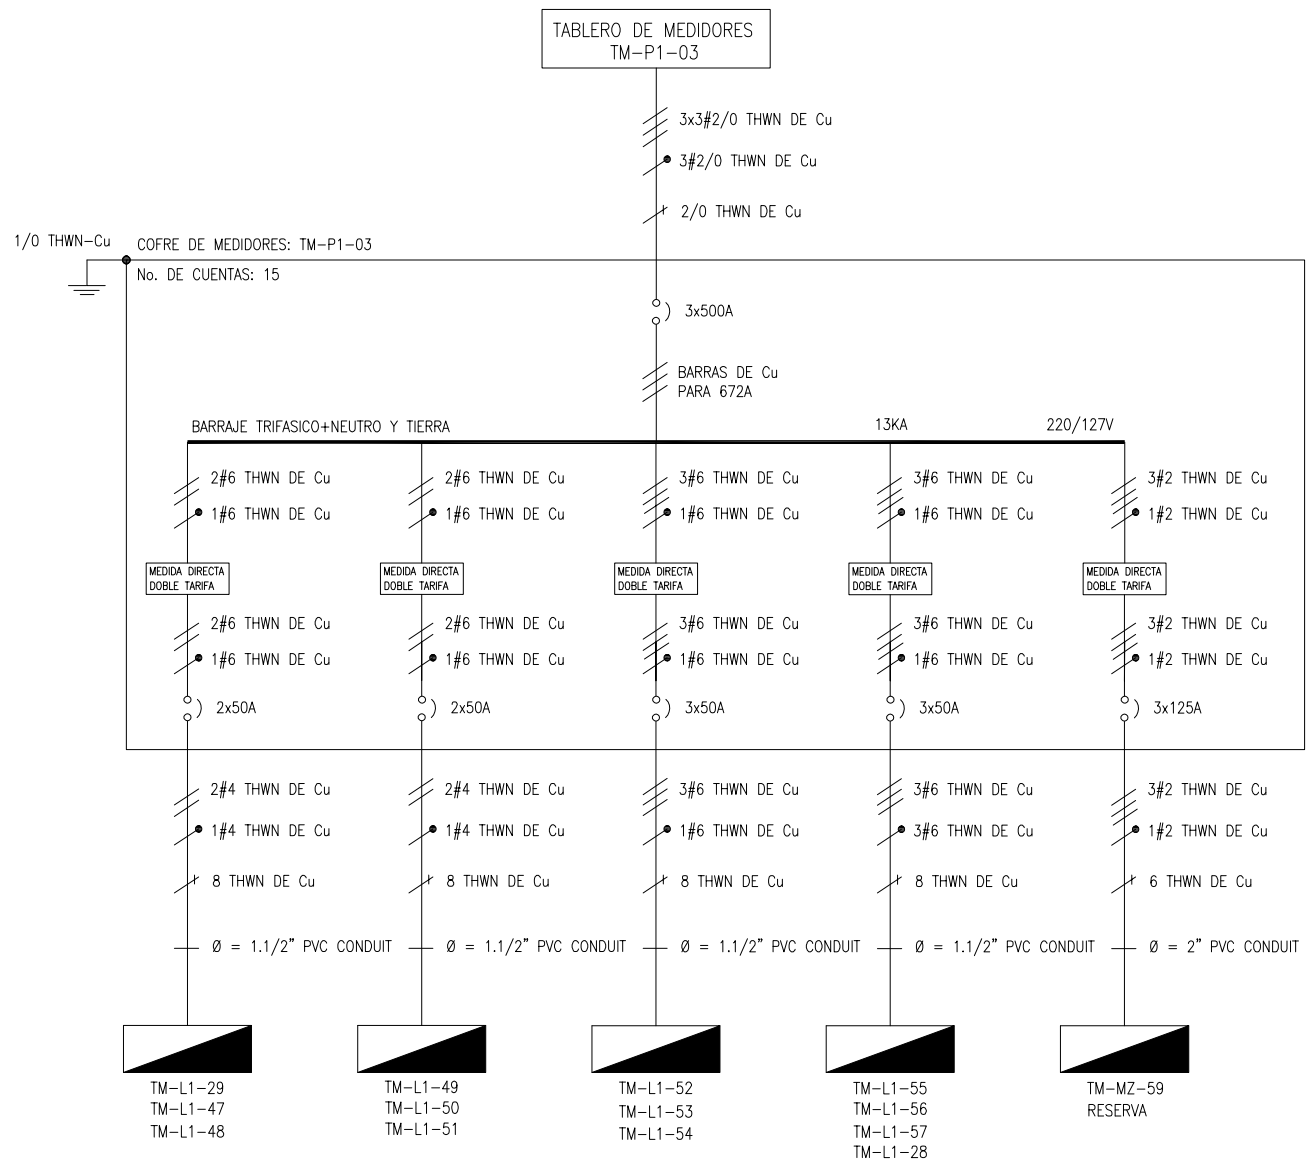 TABLERO DE MEDIDORES
TM-P1-03
3x3#2/0 THWN DE Cu
3#2/0 THWN DE Cu
2/0 THWN DE Cu
1/0 THWN-Cu
COFRE DE MEDIDORES: TM-P1-03
No. DE CUENTAS: 15
3x500A
BARRAS DE Cu
PARA 672A
BARRAJE TRIFASICO+NEUTRO Y TIERRA
13KA
220/127V
2#6 THWN DE Cu
2#6 THWN DE Cu
3#6 THWN DE Cu
3#6 THWN DE Cu
3#2 THWN DE Cu
1#6 THWN DE Cu
1#6 THWN DE Cu
1#6 THWN DE Cu
1#6 THWN DE Cu
1#2 THWN DE Cu
MEDIDA DIRECTA
DOBLE TARIFA
MEDIDA DIRECTA
DOBLE TARIFA
MEDIDA DIRECTA
DOBLE TARIFA
MEDIDA DIRECTA
DOBLE TARIFA
MEDIDA DIRECTA
DOBLE TARIFA
2#6 THWN DE Cu
2#6 THWN DE Cu
3#6 THWN DE Cu
3#6 THWN DE Cu
3#2 THWN DE Cu
1#6 THWN DE Cu
1#6 THWN DE Cu
1#6 THWN DE Cu
1#6 THWN DE Cu
1#2 THWN DE Cu
2x50A
2x50A
3x50A
3x50A
3x125A
2#4 THWN DE Cu
2#4 THWN DE Cu
3#6 THWN DE Cu
3#6 THWN DE Cu
3#2 THWN DE Cu
1#4 THWN DE Cu
1#4 THWN DE Cu
1#6 THWN DE Cu
3#6 THWN DE Cu
1#2 THWN DE Cu
8 THWN DE Cu
8 THWN DE Cu
8 THWN DE Cu
8 THWN DE Cu
6 THWN DE Cu
Ø = 1.1/2" PVC CONDUIT
Ø = 1.1/2" PVC CONDUIT
Ø = 1.1/2" PVC CONDUIT
Ø = 1.1/2" PVC CONDUIT
Ø = 2" PVC CONDUIT
TM-L1-29
TM-L1-47
TM-L1-48
TM-L1-49
TM-L1-50
TM-L1-51
TM-L1-52
TM-L1-53
TM-L1-54
TM-L1-55
TM-L1-56
TM-L1-57
TM-L1-28
TM-MZ-59
RESERVA